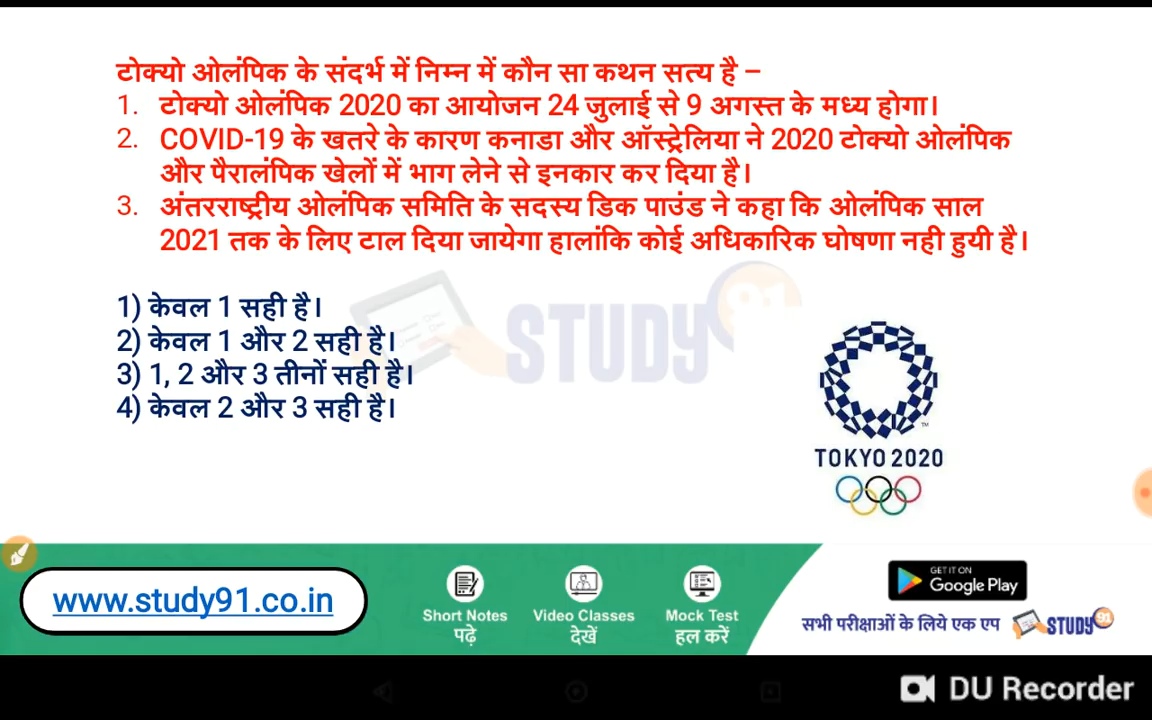 टोक्यो ओलंपिक के संदर्भ में निम्न में कौन सा कथन सत्य है –
1. टोक्यो ओलंपिक 2020 का आयोजन 24 जुलाई से 9 अगस्त के मध्य होगा।
2. COVID-19 के खतरे के कारण कनाडा और ऑस्ट्रेलिया ने 2020 टोक्यो ओलंपिक
और पैरालंपिक खेलों में भाग लेने से इनकार कर दिया है।
3. अंतरराष्ट्रीय ओलंपिक समिति के सदस्य डिक पाउंड ने कहा कि ओलंपिक साल
2021 तक के लिए टाल दिया जायेगा हालांकि कोई अधिकारिक घोषणा नही हुयी है।
1) केवल 1 सही है।
2) केवल 1 और 2 सही है।
3) 1, 2 और 3 तीनों सही है।
4) केवल 2 और 3 सही है।
STUDY 91
TM
TOKYO 2020
www.study91.co.in
Short Notes
पढ़े
Video Classes
देखें
Mock Test
हल करें
GET IT ON
Google Play
सभी परीक्षाओं के लिये एक एप STUDY 91
DU Recorder